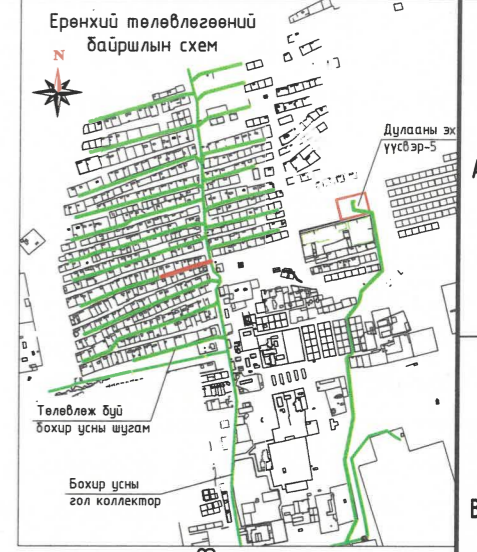 Ерөнхий төлөвлөгөөний
байршлын схем
N
Дулааны эх
үүсвэр-5
Төлөвлөж буй
бохир усны шугам
Бохир усны
гол коллектор